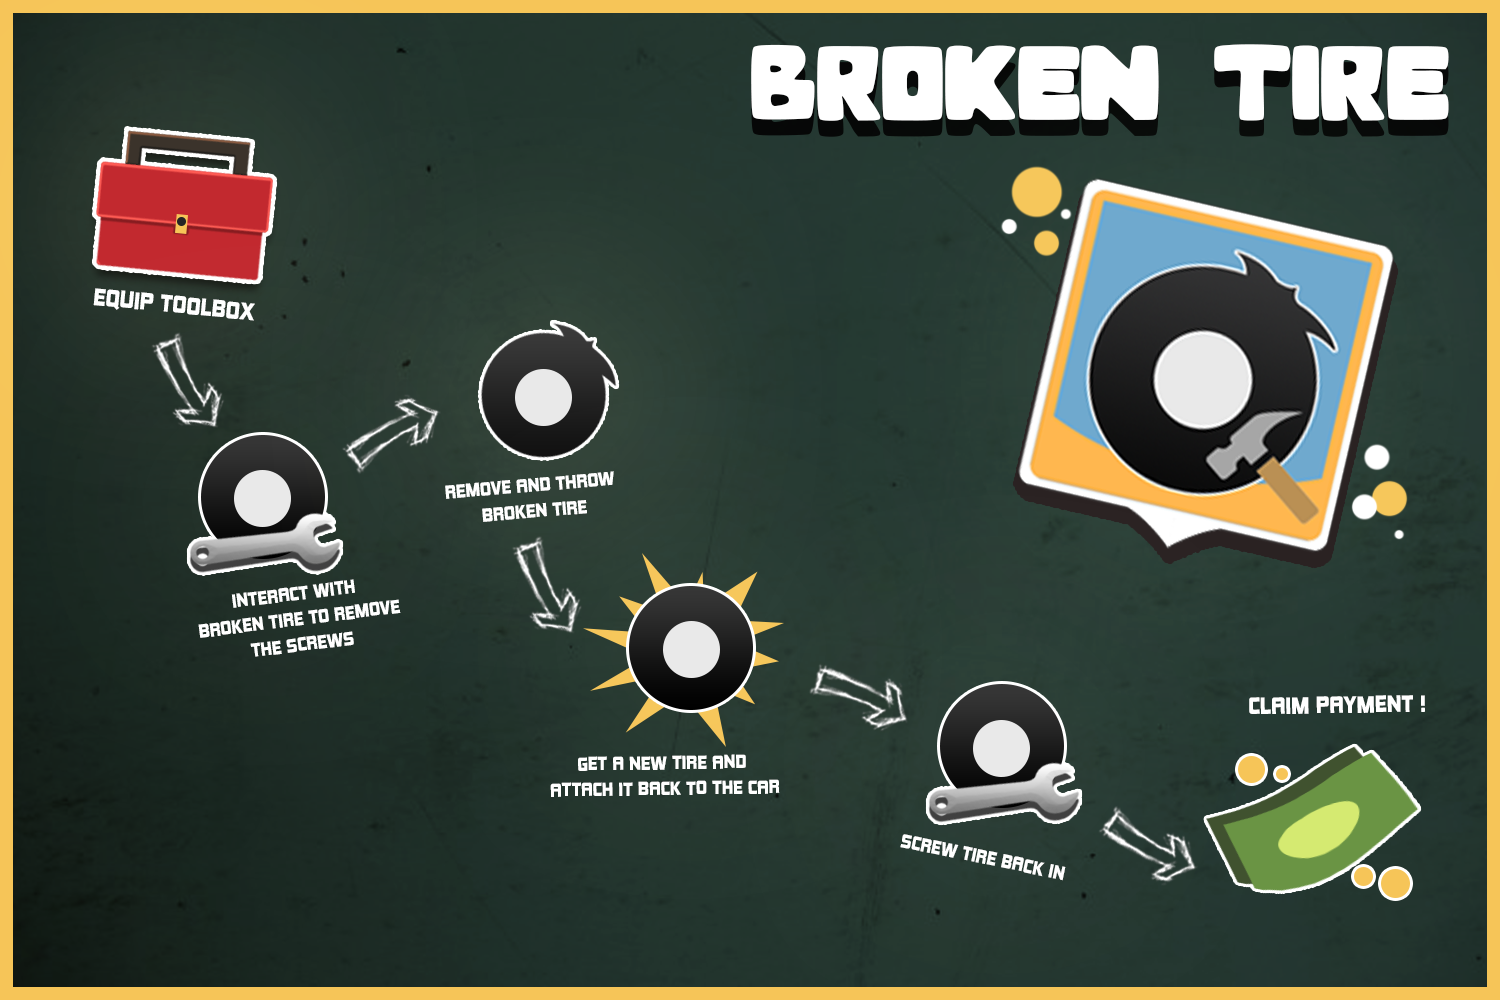 BROKEN TIRE
EQUIP TOOLBOX
INTERACT WITH
BROKEN TIRE TO REMOVE
THE SCREWS
REMOVE AND THROW
BROKEN TIRE
GET A NEW TIRE AND
ATTACH IT BACK TO THE CAR
SCREW TIRE BACK IN
CLAIM PAYMENT !